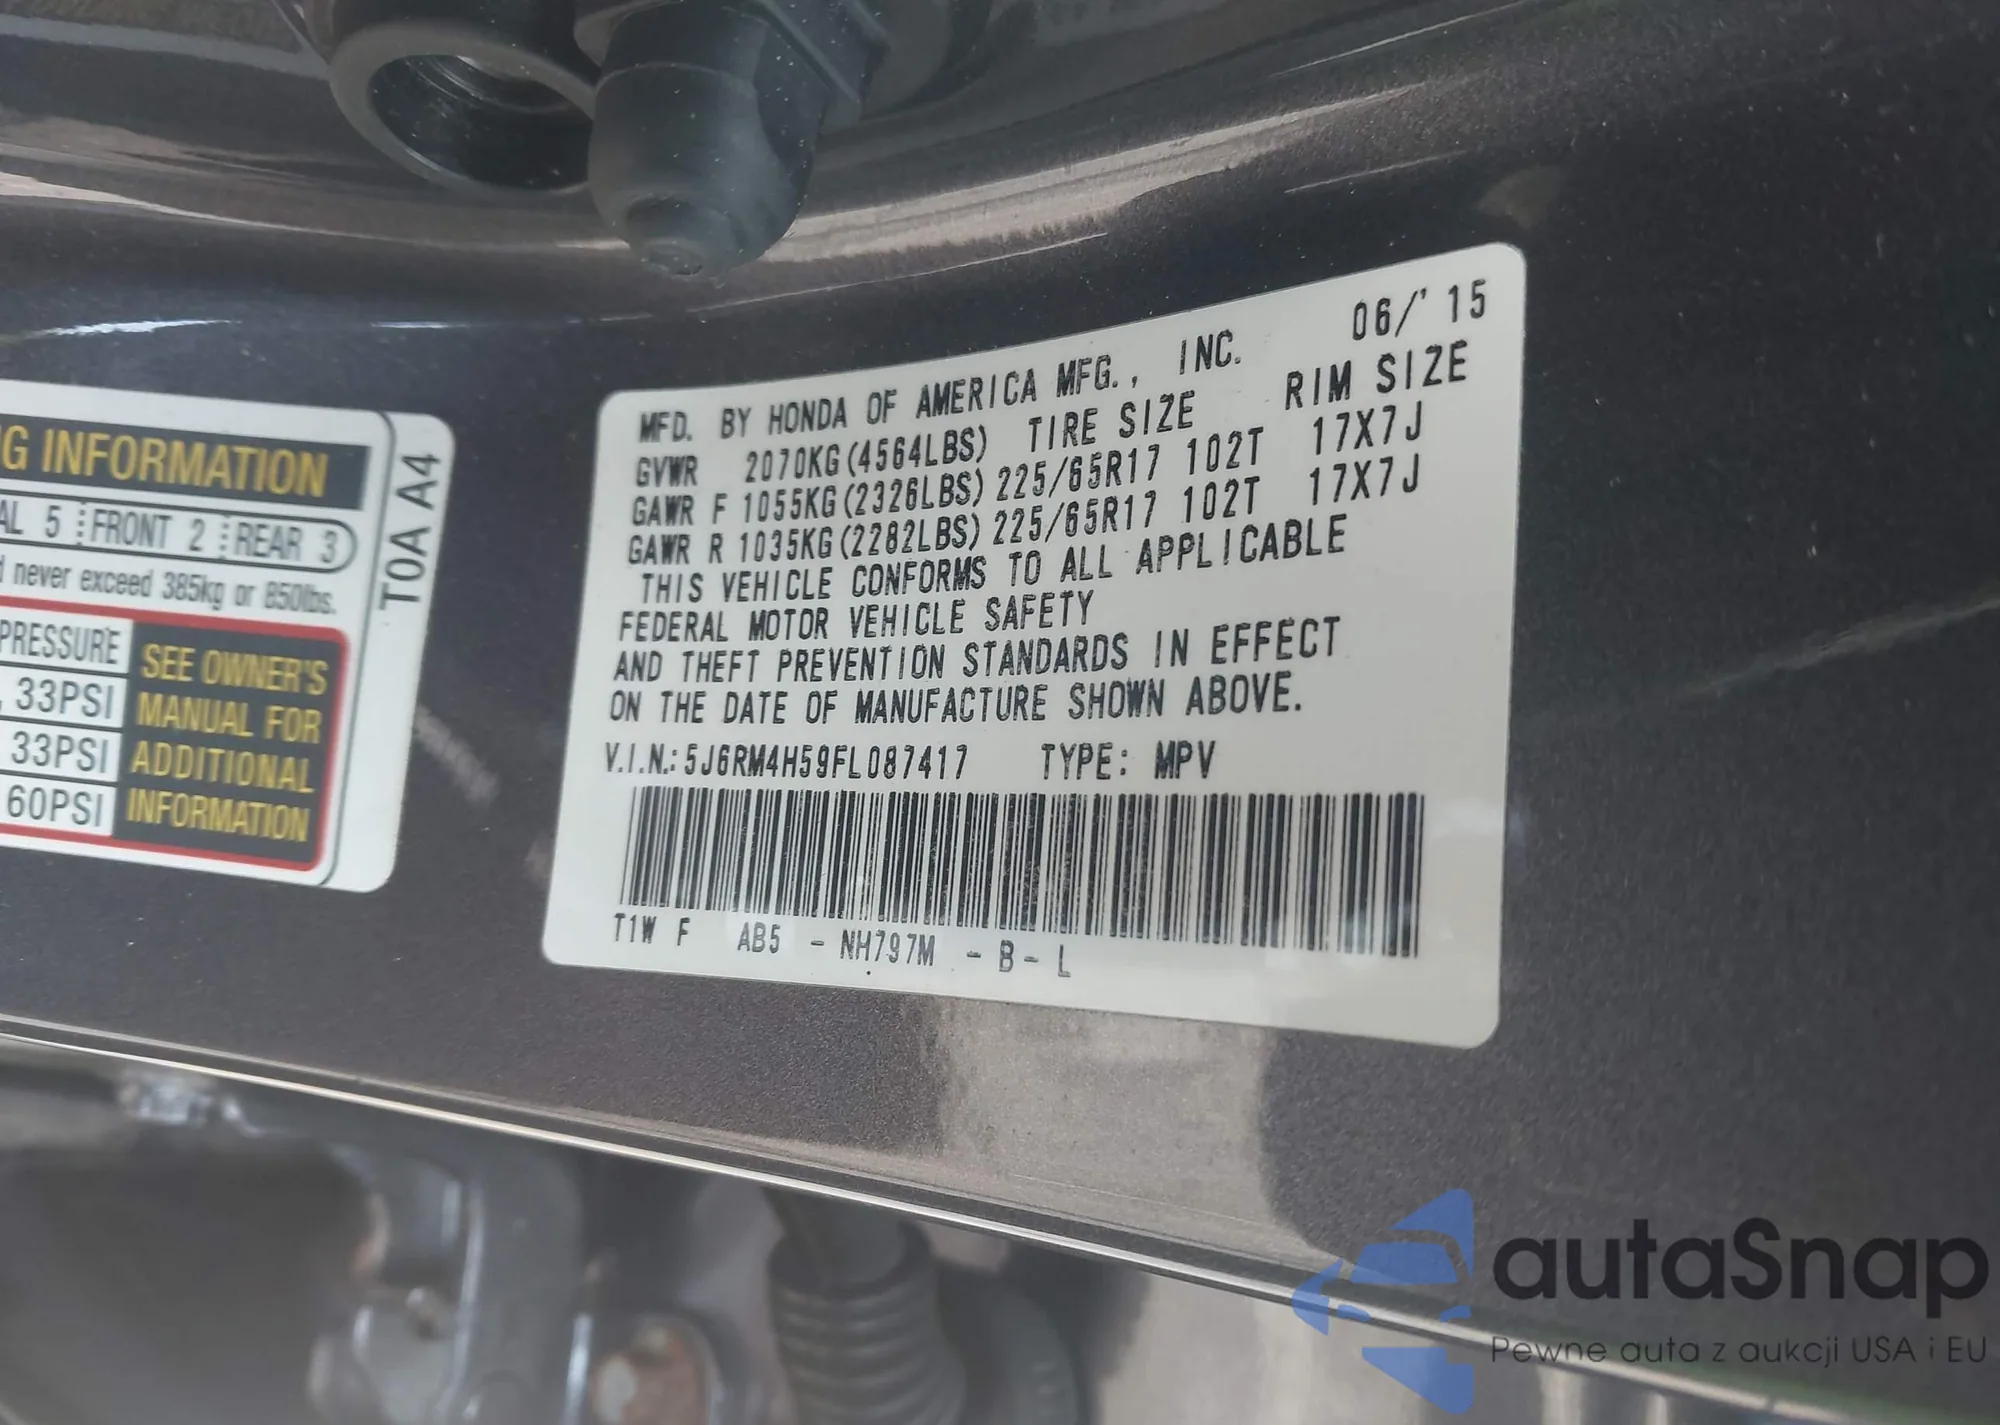 G INFORMATION
AL 5 FRONT 2 REAR 3
never exceed 385kg or 850lbs.
PRESSURE
33PSI
33PSI
60PSI
SEE OWNER'S
MANUAL FOR
ADDITIONAL
INFORMATION
T0A A4
MFD. BY HONDA OF AMERICA MFG., INC. 06/'15
GVWR 2070KG(4564LBS) TIRE SIZE RIM SIZE
GAWR F 1055KG(2326LBS) 225/65R17 102T 17X7J
GAWR R 1035KG(2282LBS) 225/65R17 102T 17X7J
THIS VEHICLE CONFORMS TO ALL APPLICABLE
FEDERAL MOTOR VEHICLE SAFETY
AND THEFT PREVENTION STANDARDS IN EFFECT
ON THE DATE OF MANUFACTURE SHOWN ABOVE.
V.I.N.: 5J6RM4H59FL087417 TYPE: MPV
T1W F AB5 - NH797M - B - L
autaSnap
Pewne auta z aukcji USA i EU